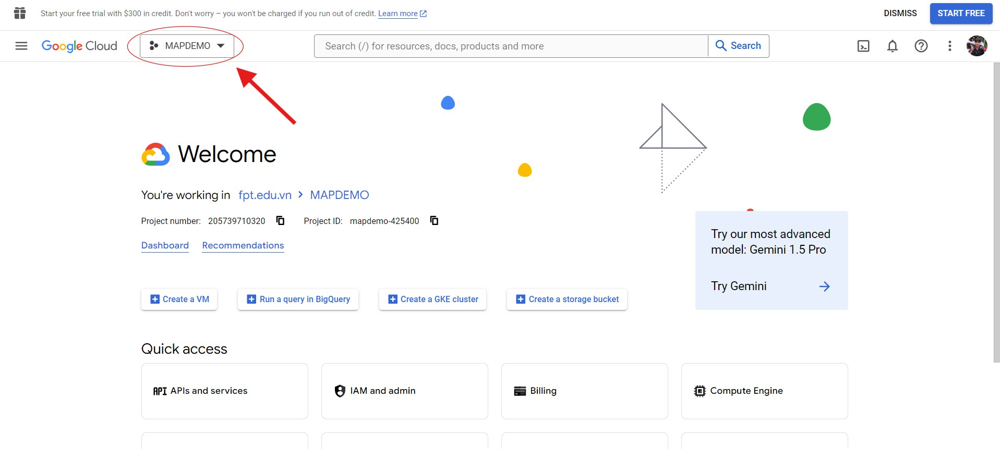 Start your free trial with $300 in credit. Don't worry – you won't be charged if you run out of credit. Learn more
DISMISS
START FREE
Google Cloud
MAPDEMO
Search (/) for resources, docs, products and more
Search
Welcome
You're working in fpt.edu.vn > MAPDEMO
Project number: 205739710320
Project ID: mapdemo-425400
Dashboard
Recommendations
Try our most advanced
model: Gemini 1.5 Pro
Try Gemini
Create a VM
Run a query in BigQuery
Create a GKE cluster
Create a storage bucket
Quick access
API APIs and services
IAM and admin
Billing
Compute Engine